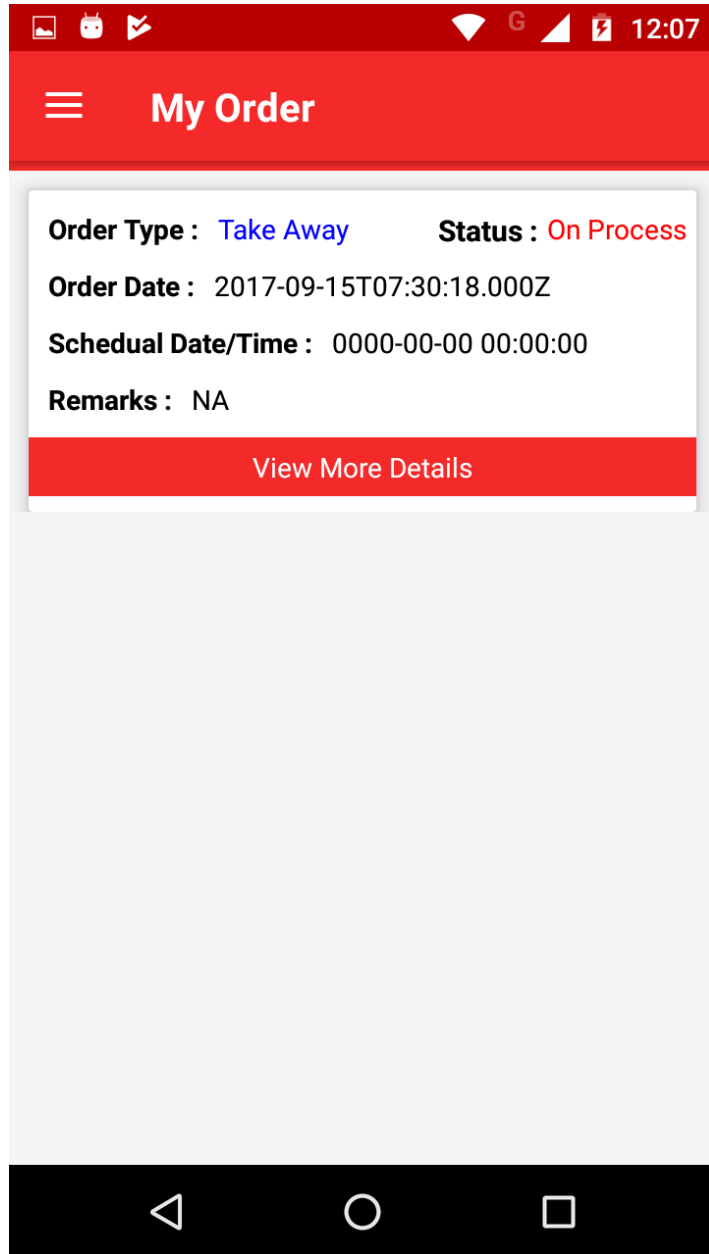 G 12:07
My Order
Order Type : Take Away Status : On Process
Order Date : 2017-09-15T07:30:18.000Z
Schedual Date/Time : 0000-00-00 00:00:00
Remarks : NA
View More Details